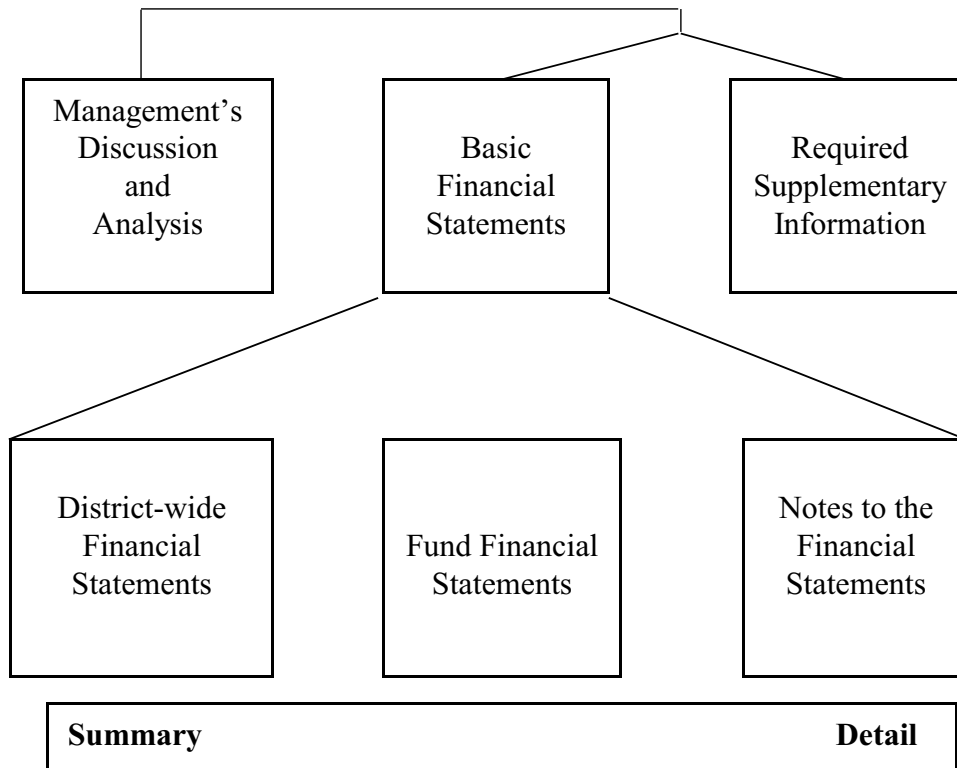 Management’s
Discussion
and
Analysis
Basic
Financial
Statements
Required
Supplementary
Information
District-wide
Financial
Statements
Fund Financial
Statements
Notes to the
Financial
Statements
Summary Detail